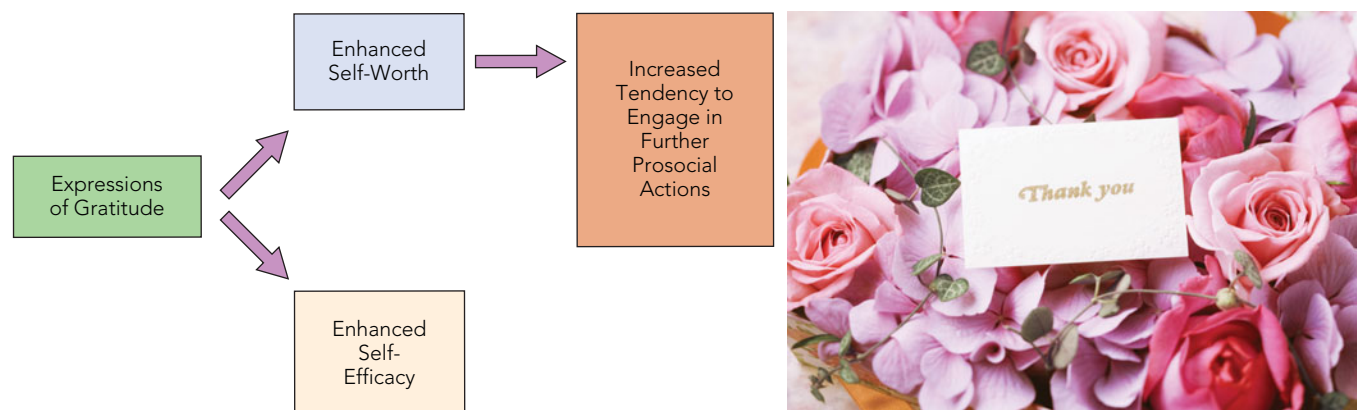 Expressions
of Gratitude
Enhanced
Self-Worth
Increased
Tendency to
Engage in
Further
Prosocial
Actions
Enhanced
Self-
Efficacy
Thank you